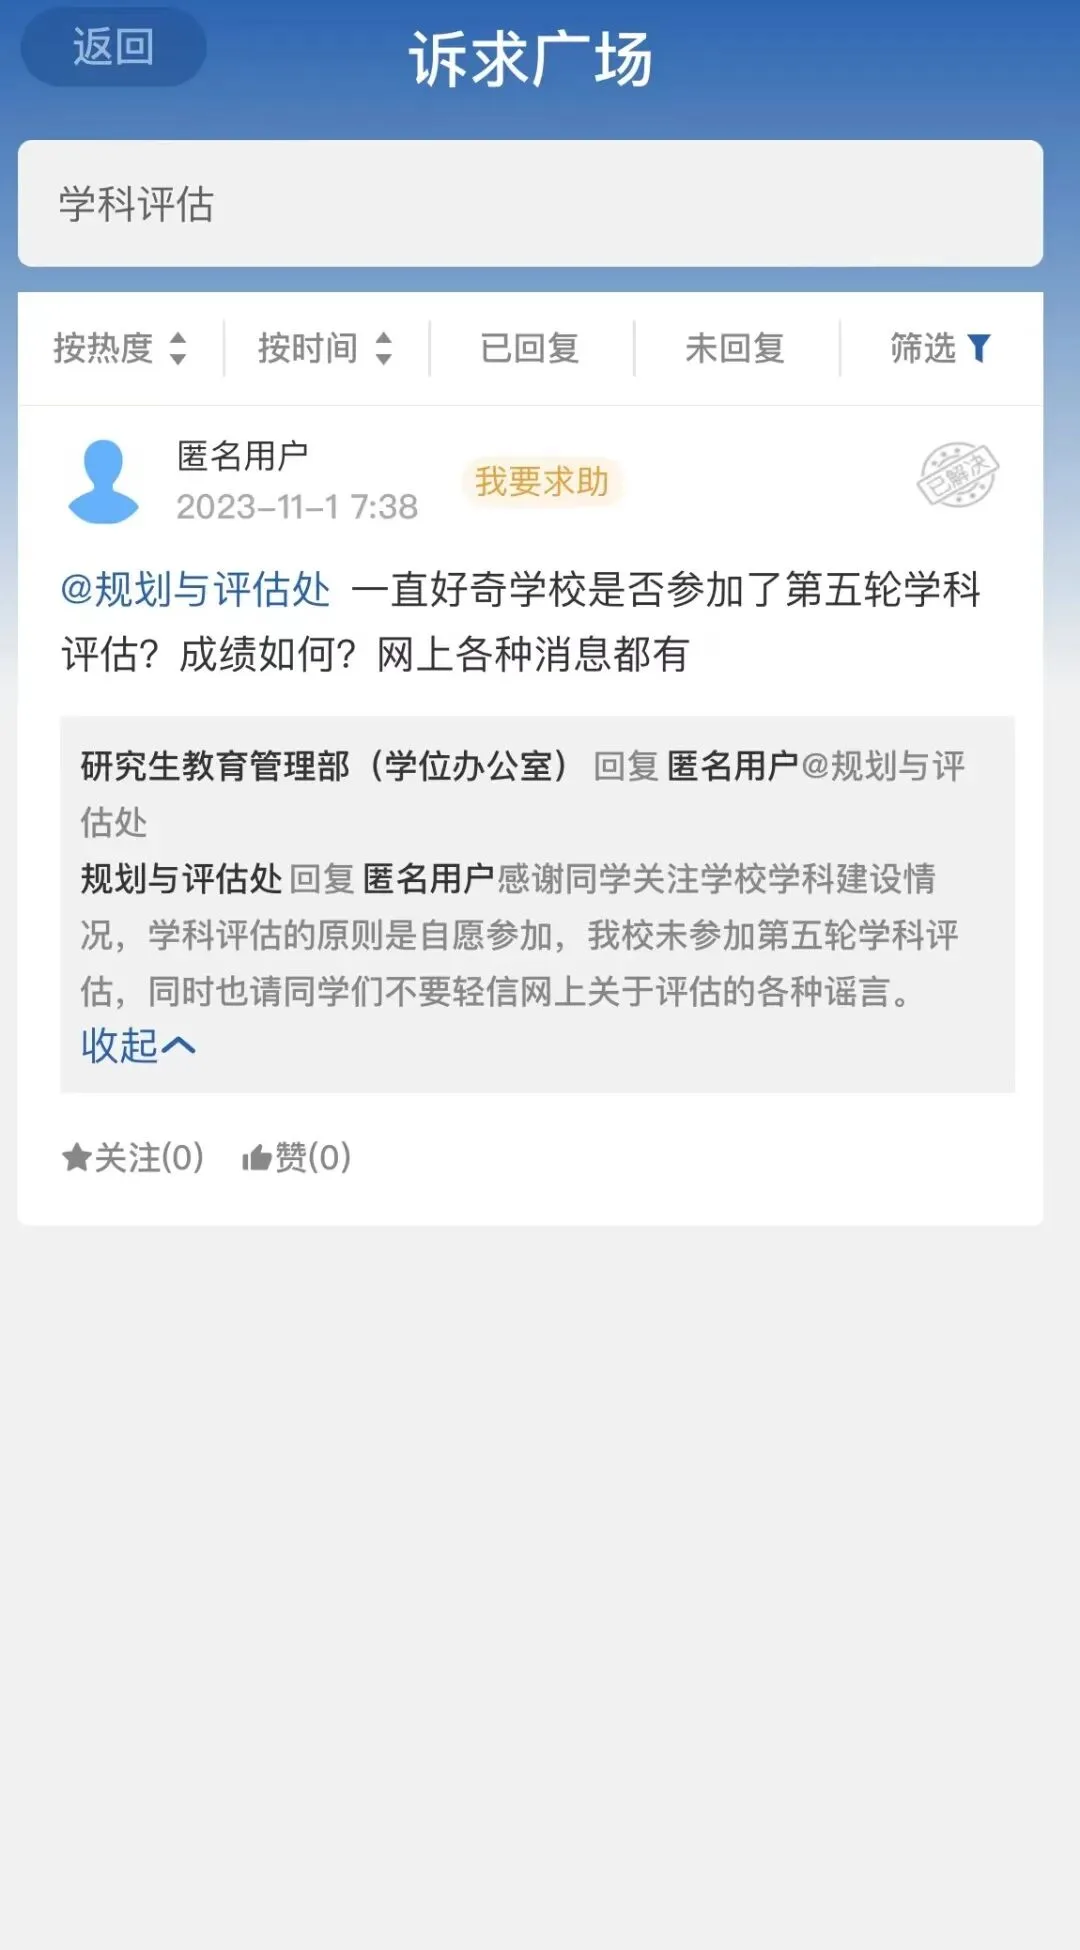 返回
诉求广场
学科评估
按热度 按时间 已回复 未回复 筛选
匿名用户
2023-11-1 7:38
我要求助
已解决
@规划与评估处 一直好奇学校是否参加了第五轮学科
评估？成绩如何？网上各种消息都有
研究生教育管理部（学位办公室） 回复 匿名用户@规划与评
估处
规划与评估处 回复 匿名用户感谢同学关注学校学科建设情
况，学科评估的原则是自愿参加，我校未参加第五轮学科评
估，同时也请同学们不要轻信网上关于评估的各种谣言。
收起
关注(0) 赞(0)